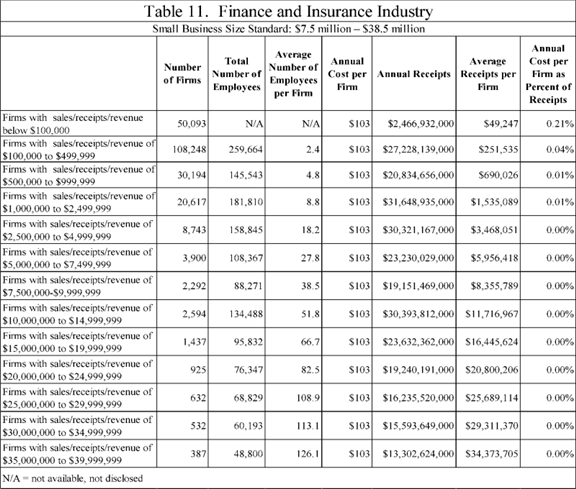 Table 11. Finance and Insurance Industry
Small Business Size Standard: $7.5 million – $38.5 million
Number of Firms Total Number of Employees Average Number of Employees per Firm Annual Cost per Firm Annual Receipts Average Receipts per Firm Annual Cost per Firm as Percent of Receipts
Firms with sales/receipts/revenue below $100,000 50,093 N/A N/A $103 $2,466,932,000 $49,247 0.21%
Firms with sales/receipts/revenue of $100,000 to $499,999 108,248 259,664 2.4 $103 $27,228,139,000 $251,535 0.04%
Firms with sales/receipts/revenue of $500,000 to $999,999 30,194 145,543 4.8 $103 $20,834,656,000 $690,026 0.01%
Firms with sales/receipts/revenue of $1,000,000 to $2,499,999 20,617 181,810 8.8 $103 $31,648,935,000 $1,535,089 0.01%
Firms with sales/receipts/revenue of $2,500,000 to $4,999,999 8,743 158,845 18.2 $103 $30,321,167,000 $3,468,051 0.00%
Firms with sales/receipts/revenue of $5,000,000 to $7,499,999 3,900 108,367 27.8 $103 $23,230,029,000 $5,956,418 0.00%
Firms with sales/receipts/revenue of $7,500,000-$9,999,999 2,292 88,271 38.5 $103 $19,151,469,000 $8,355,789 0.00%
Firms with sales/receipts/revenue of $10,000,000 to $14,999,999 2,594 134,488 51.8 $103 $30,393,812,000 $11,716,967 0.00%
Firms with sales/receipts/revenue of $15,000,000 to $19,999,999 1,437 95,832 66.7 $103 $23,632,362,000 $16,445,624 0.00%
Firms with sales/receipts/revenue of $20,000,000 to $24,999,999 925 76,347 82.5 $103 $19,240,191,000 $20,800,206 0.00%
Firms with sales/receipts/revenue of $25,000,000 to $29,999,999 632 68,829 108.9 $103 $16,235,520,000 $25,689,114 0.00%
Firms with sales/receipts/revenue of $30,000,000 to $34,999,999 532 60,193 113.1 $103 $15,593,649,000 $29,311,370 0.00%
Firms with sales/receipts/revenue of $35,000,000 to $39,999,999 387 48,800 126.1 $103 $13,302,624,000 $34,373,705 0.00%
N/A = not available, not disclosed